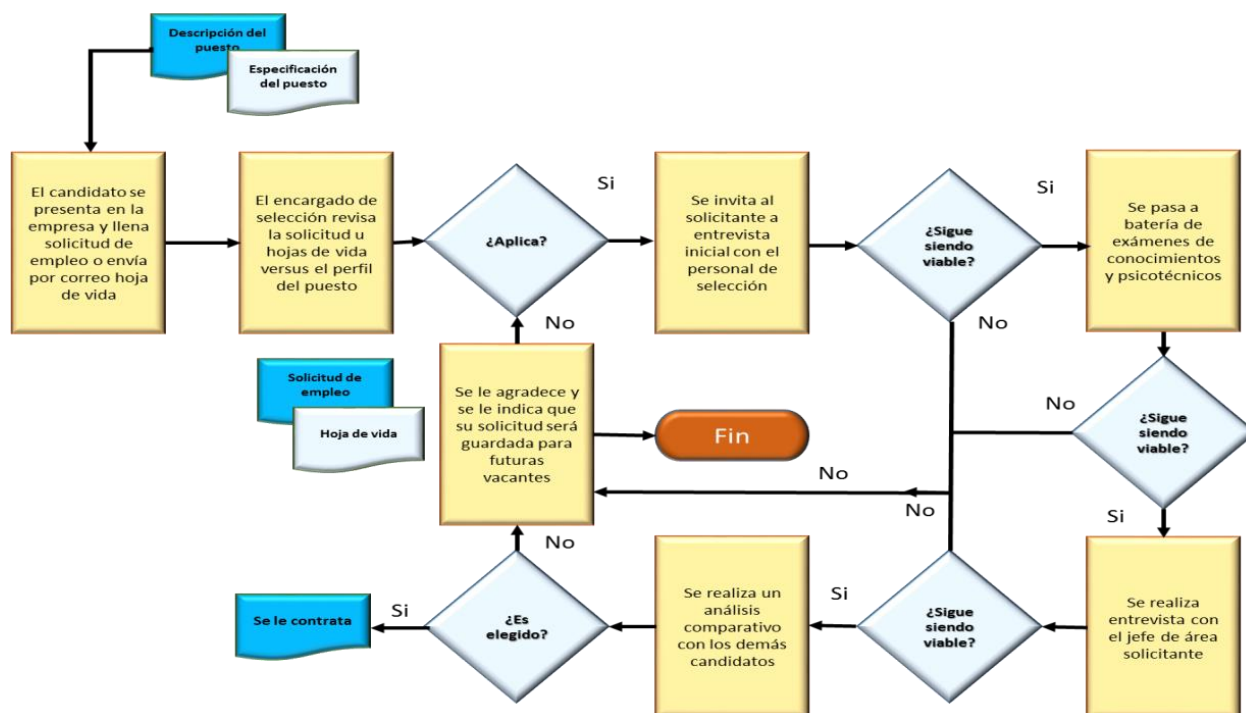 Descripción del
puesto
Especificación
del puesto
El candidato se
presenta en la
empresa y llena
solicitud de
empleo o envía
por correo hoja
de vida
El encargado de
selección revisa
la solicitud u
hojas de vida
versus el perfil
del puesto
¿Aplica?
Si
Se invita al
solicitante a
entrevista
inicial con el
personal de
selección
¿Sigue
siendo
viable?
Si
Se pasa a
batería de
exámenes de
conocimientos
y psicotécnicos
No
No
Solicitud de
empleo
Hoja de vida
Se le agradece y
se le indica que
su solicitud será
guardada para
futuras
vacantes
Fin
No
¿Sigue
siendo
viable?
No
No
Si
No
Se le contrata
Si
¿Es
elegido?
Se realiza un
análisis
comparativo
con los demás
candidatos
Si
¿Sigue
siendo
viable?
Se realiza
entrevista con
el jefe de área
solicitante